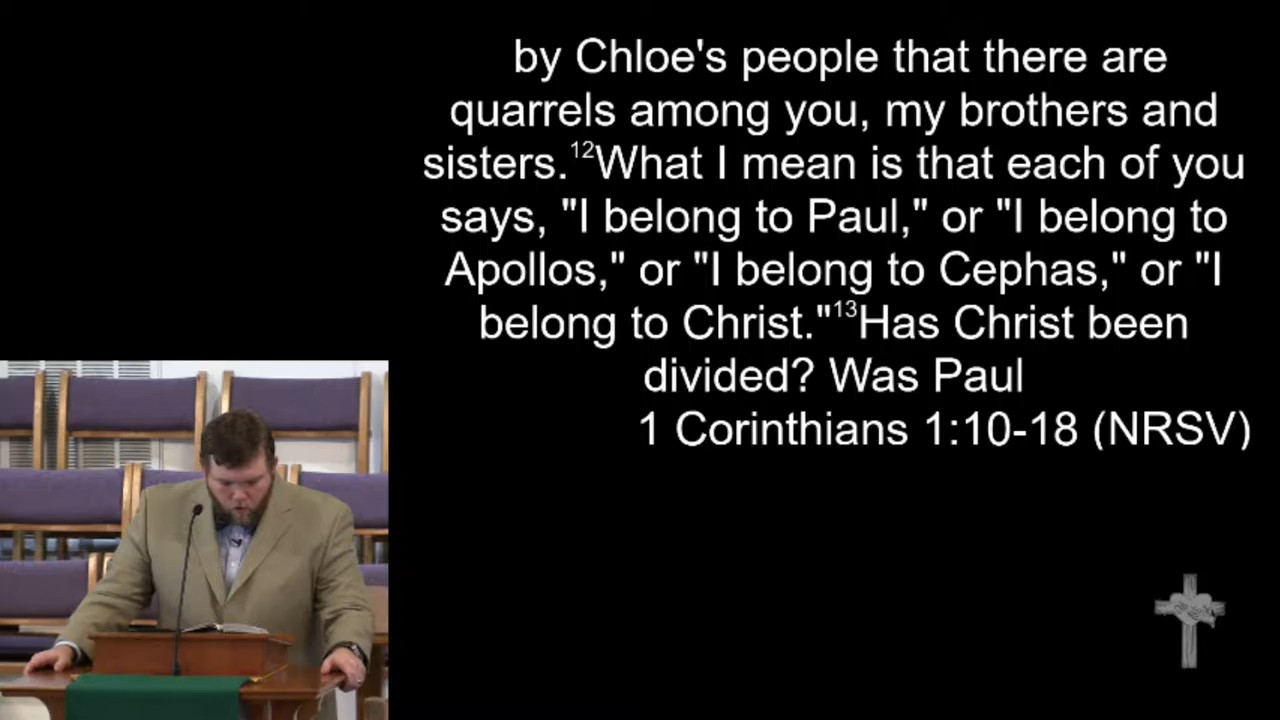 by Chloe's people that there are
quarrels among you, my brothers and
sisters.¹²What I mean is that each of you
says, "I belong to Paul," or "I belong to
Apollos," or "I belong to Cephas," or "I
belong to Christ."¹³Has Christ been
divided? Was Paul
1 Corinthians 1:10-18 (NRSV)